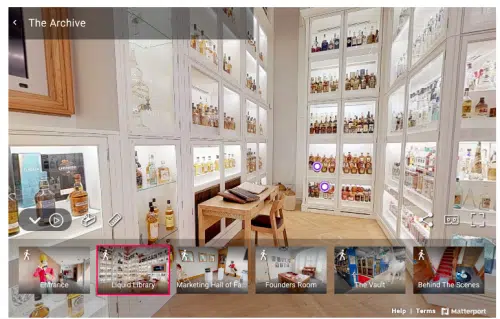 The Archive
Entrance
Liquid Library
Marketing Hall of Fa
Founders Room
The Vault
Behind The Scenes
Help | Terms Matterport